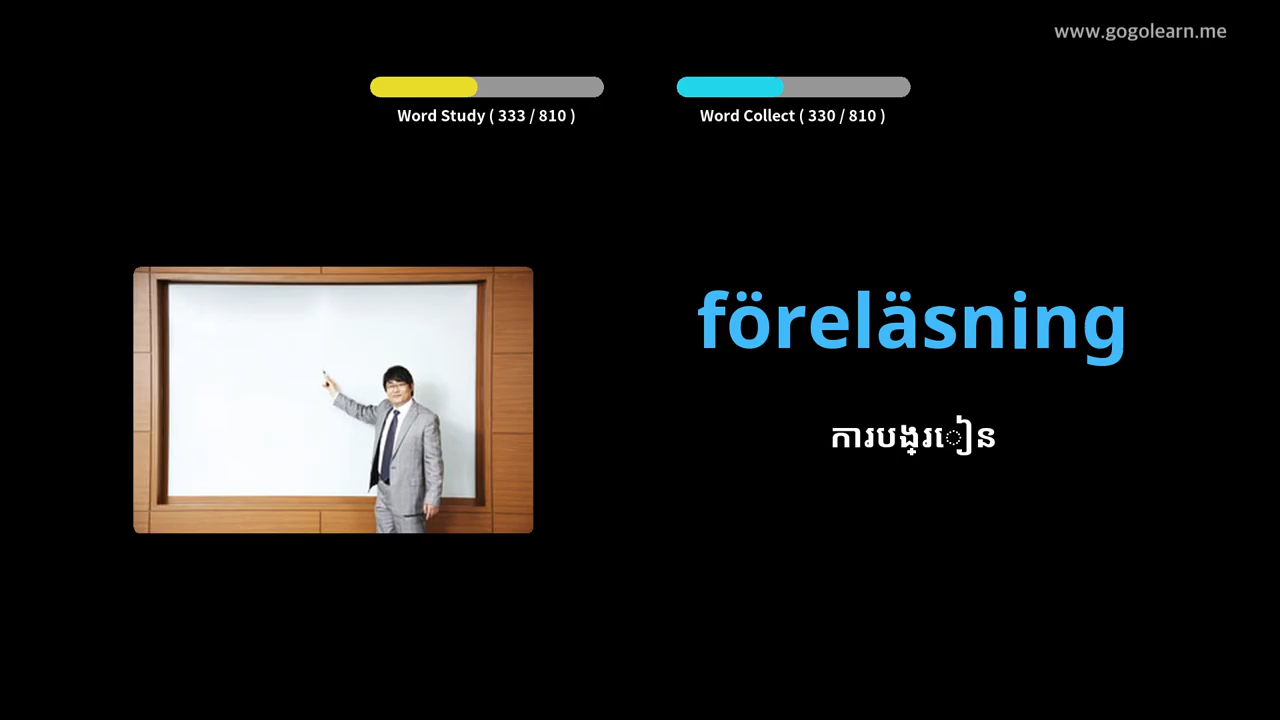 www.gogolearn.me
Word Study ( 333 / 810 )
Word Collect ( 330 / 810 )
föreläsning
ការបង្រៀន